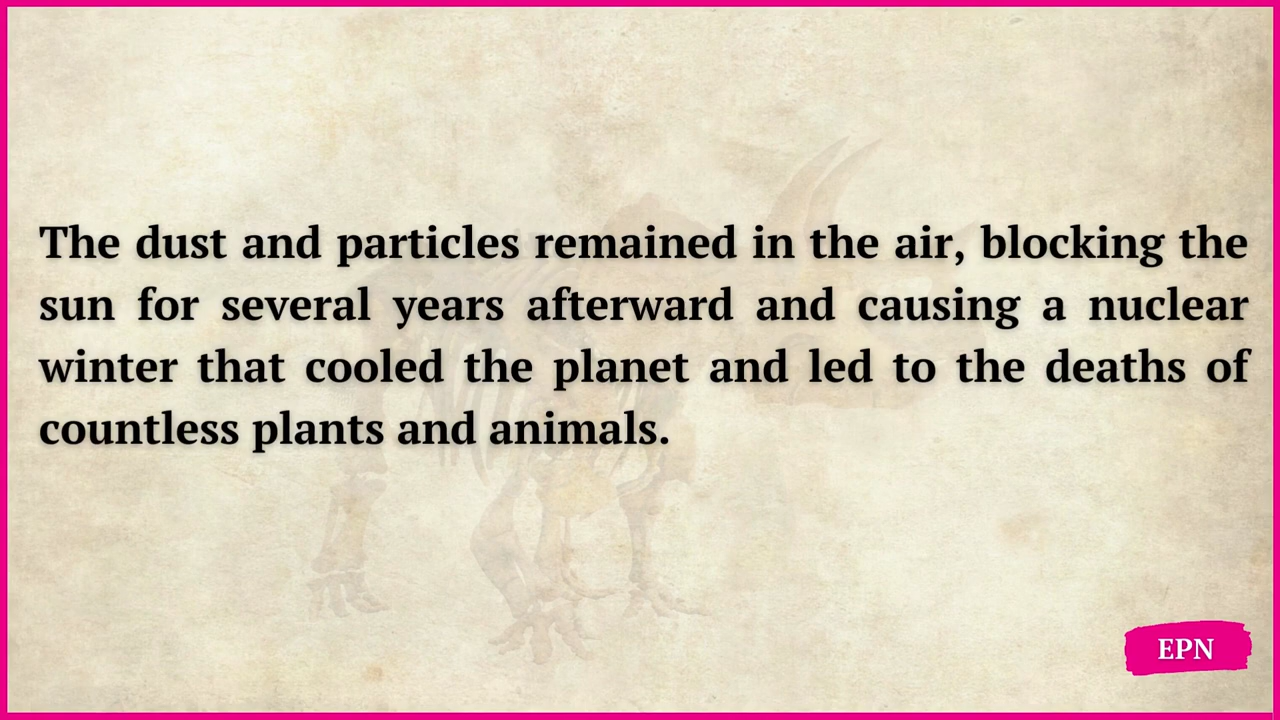 The dust and particles remained in the air, blocking the
sun for several years afterward and causing a nuclear
winter that cooled the planet and led to the deaths of
countless plants and animals.
EPN